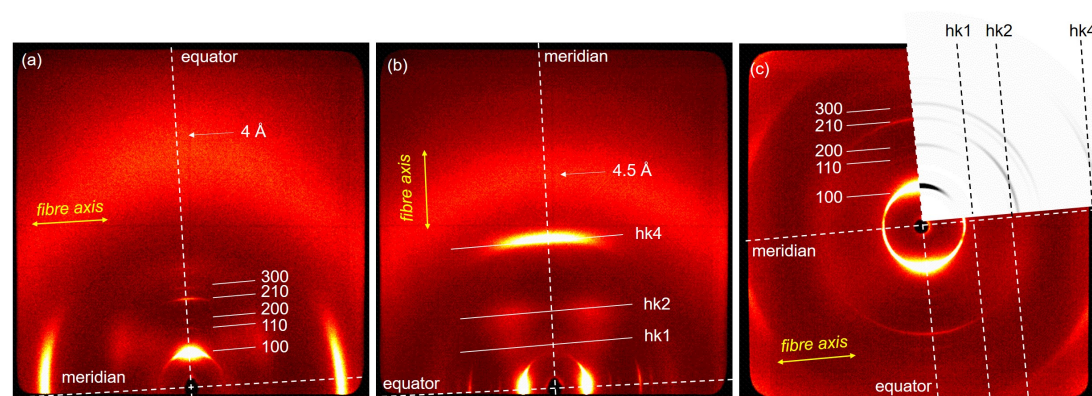 (a)
equator
4 Å
fibre axis
300
210
200
110
100
meridian
(b)
meridian
4.5 Å
fibre axis
hk4
hk2
hk1
equator
(c)
hk1
hk2
hk4
300
210
200
110
100
meridian
fibre axis
equator